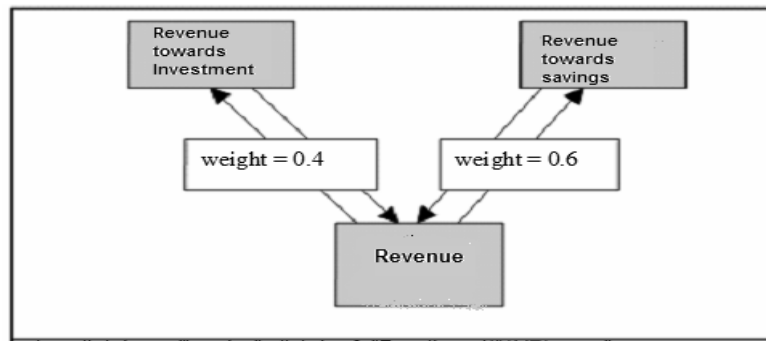 Revenue
towards
Investment
Revenue
towards
savings
weight = 0.4
weight = 0.6
Revenue